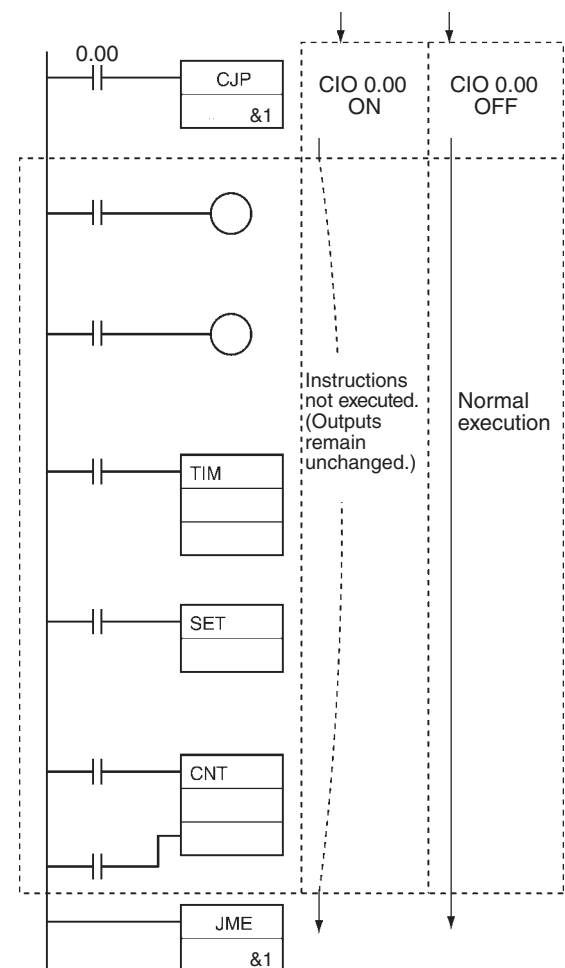 0.00
CJP
&1
CIO 0.00
ON
CIO 0.00
OFF
Instructions
not executed.
(Outputs
remain
unchanged.)
Normal
execution
TIM
SET
CNT
JME
&1